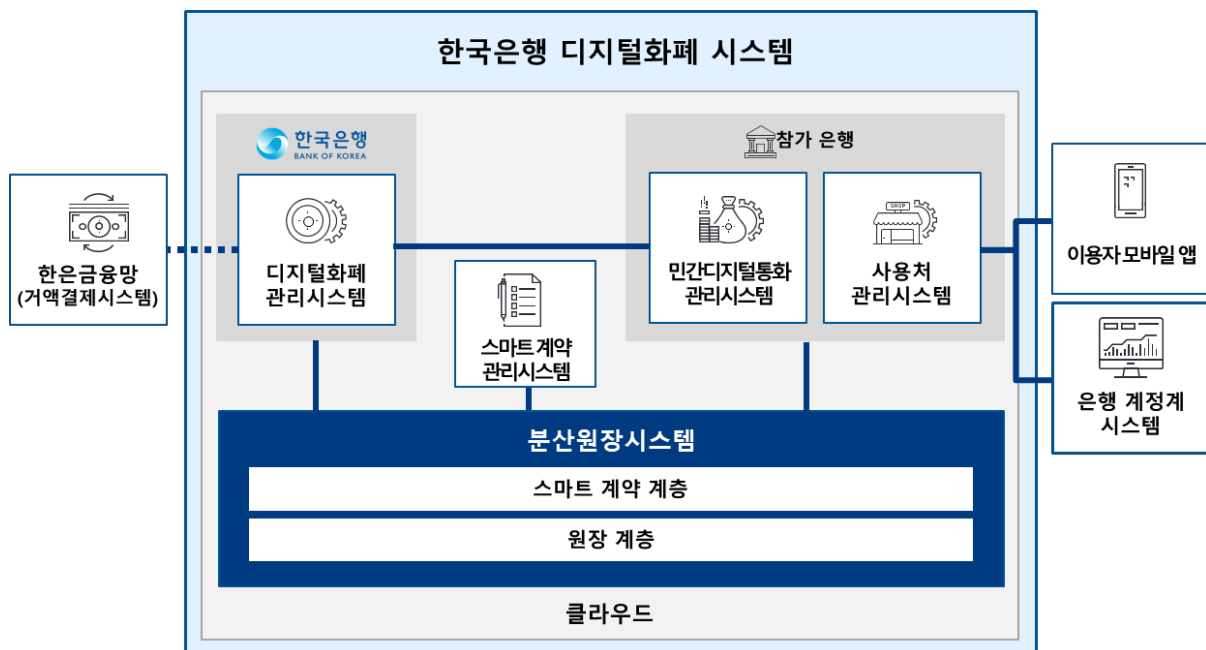 한국은행 디지털화폐 시스템
한국은행
BANK OF KOREA
참가 은행
SHOP
한은금융망
(거액결제시스템)
디지털화폐
관리시스템
스마트 계약
관리시스템
민간디지털통화
관리시스템
사용처
관리시스템
이용자 모바일 앱
은행 계정계
시스템
분산원장시스템
스마트 계약 계층
원장 계층
클라우드